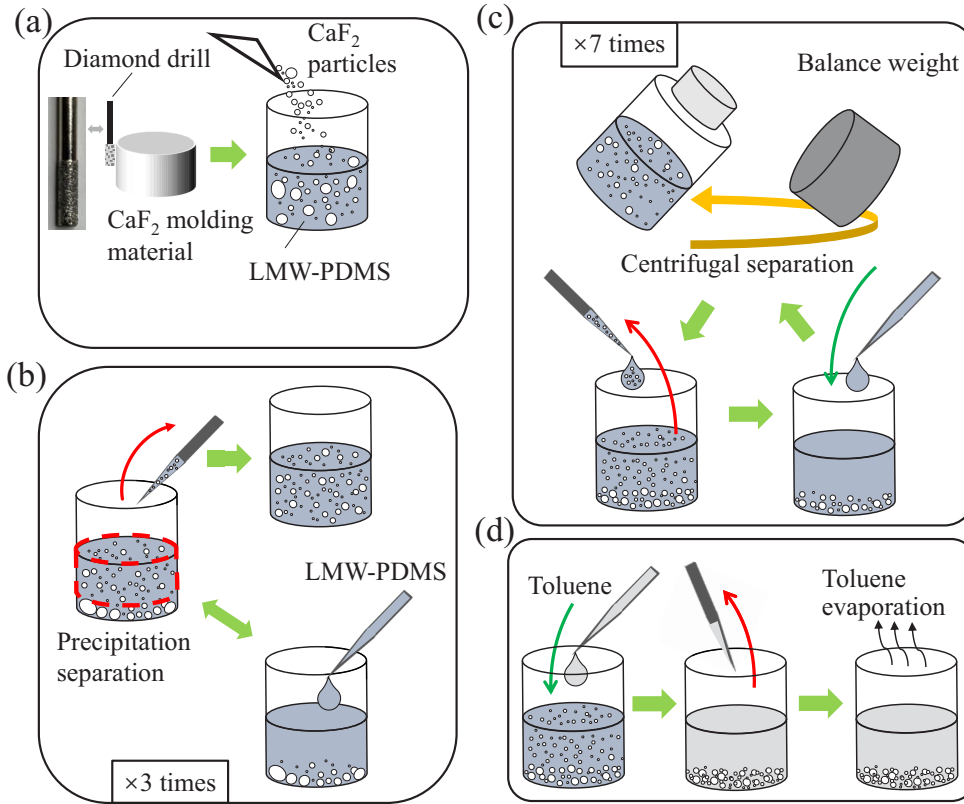 (a)
Diamond drill
CaF2
particles
CaF2 molding
material
LMW-PDMS
(b)
Precipitation
separation
LMW-PDMS
×3 times
(c)
×7 times
Balance weight
Centrifugal separation
(d)
Toluene
Toluene
evaporation